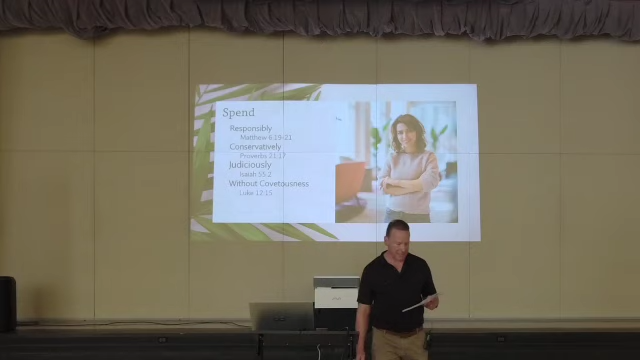 Spend
Responsibly
Matthew 6:19-21
Conservatively
Proverbs 21:17
Judiciously
Isaiah 55:2
Without Covetousness
Luke 12:15